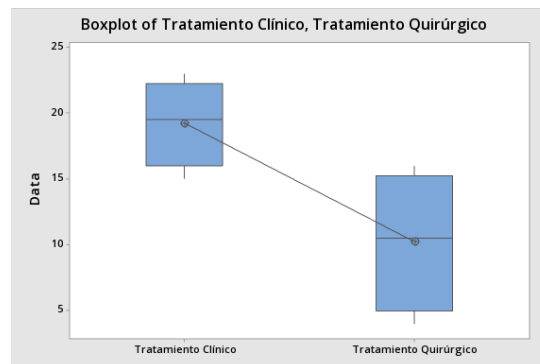 Boxplot of Tratamiento Clínico, Tratamiento Quirúrgico
25
20
15
10
5
Data
Tratamiento Clínico
Tratamiento Quirúrgico